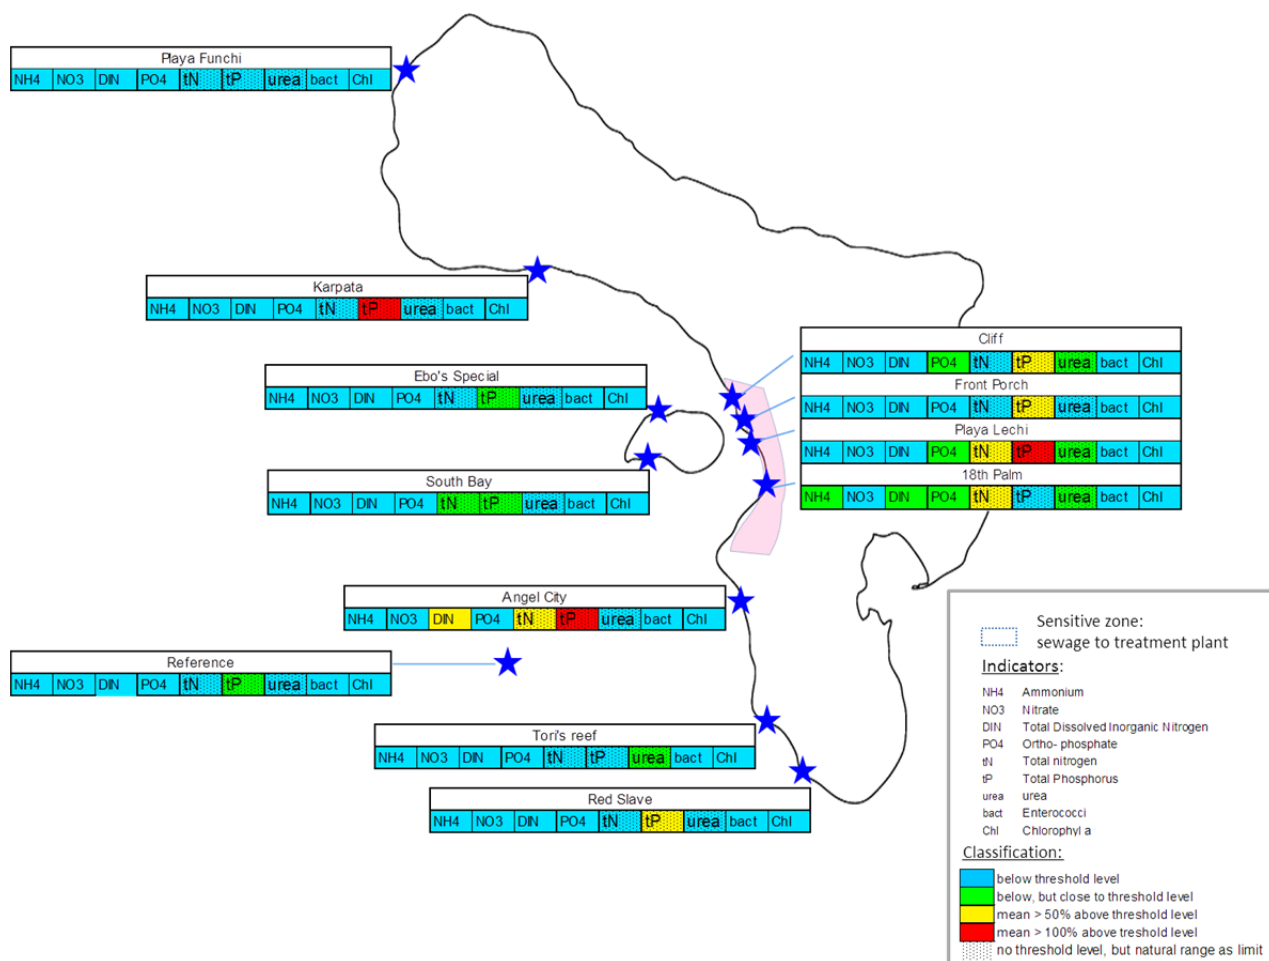 Playa Funchi
NH4 NO3 DIN PO4 tN tP urea bact Chl
Karpata
NH4 NO3 DIN PO4 tN tP urea bact Chl
Ebo's Special
NH4 NO3 DIN PO4 tN tP urea bact Chl
South Bay
NH4 NO3 DIN PO4 tN tP urea bact Chl
Cliff
NH4 NO3 DIN PO4 tN tP urea bact Chl
Front Porch
NH4 NO3 DIN PO4 tN tP urea bact Chl
Playa Lechi
NH4 NO3 DIN PO4 tN tP urea bact Chl
18th Palm
NH4 NO3 DIN PO4 tN tP urea bact Chl
Angel City
NH4 NO3 DIN PO4 tN tP urea bact Chl
Reference
NH4 NO3 DIN PO4 tN tP urea bact Chl
Tori's reef
NH4 NO3 DIN PO4 tN tP urea bact Chl
Red Slave
NH4 NO3 DIN PO4 tN tP urea bact Chl
Sensitive zone:
sewage to treatment plant
Indicators:
NH4 Ammonium
NO3 Nitrate
DIN Total Dissolved Inorganic Nitrogen
PO4 Ortho- phosphate
tN Total nitrogen
tP Total Phosphorus
urea urea
bact Enterococci
Chl Chlorophyl a
Classification:
below threshold level
below, but close to threshold level
mean > 50% above threshold level
mean > 100% above treshold level
no threshold level, but natural range as limit